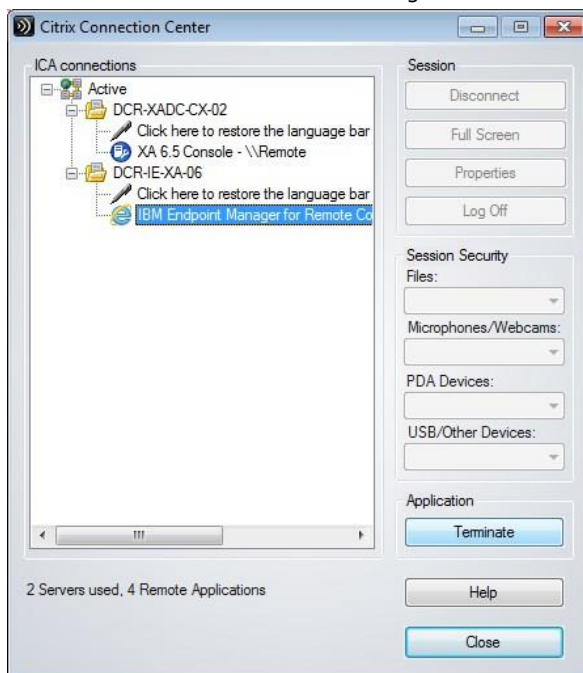 Citrix Connection Center
ICA connections
Active
DCR-XADC-CX-02
Click here to restore the language bar
XA 6.5 Console - \\Remote
DCR-IE-XA-06
Click here to restore the language bar
IBM Endpoint Manager for Remote Co
Session
Disconnect
Full Screen
Properties
Log Off
Session Security
Files:
Microphones/Webcams:
PDA Devices:
USB/Other Devices:
Application
Terminate
2 Servers used, 4 Remote Applications
Help
Close